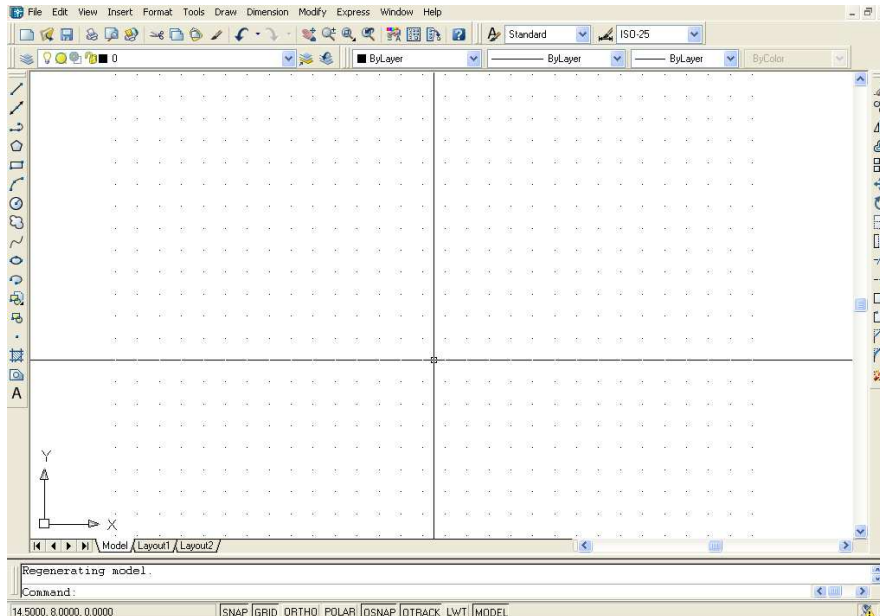 File Edit View Insert Format Tools Draw Dimension Modify Express Window Help
Standard ISO-25
0 ByLayer ByLayer ByLayer ByColor
A
Y
X
Model Layout1 Layout2
Regenerating model.
Command:
14.5000, 8.0000, 0.0000 SNAP GRID ORTHO POLAR OSNAP OTRACK LWT MODEL